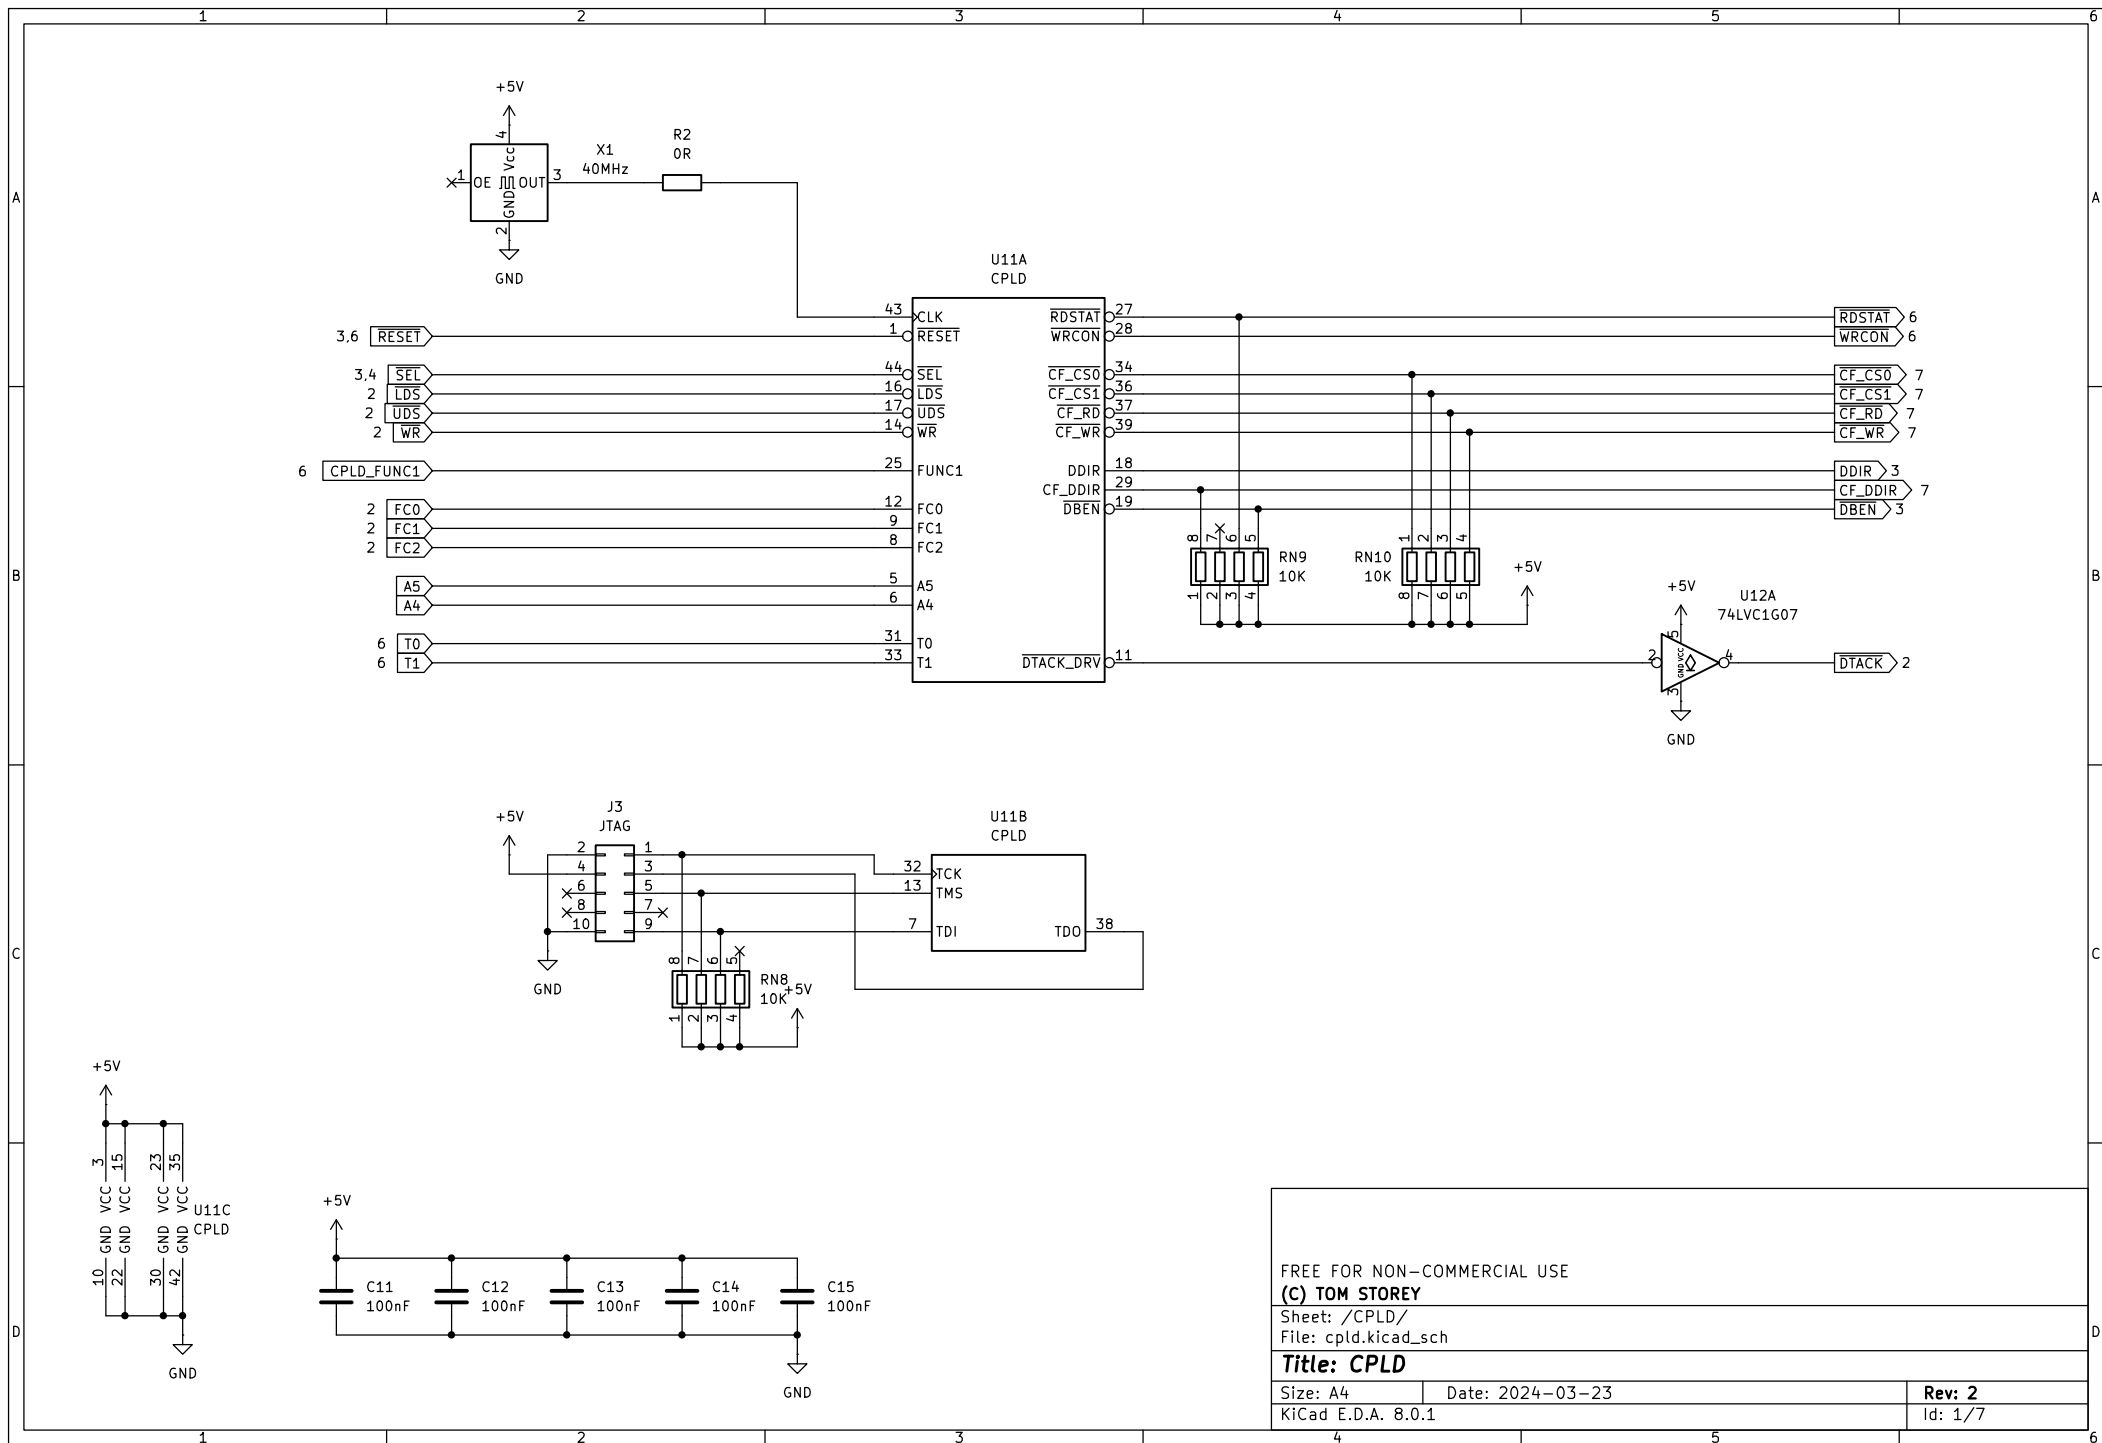 1 2 3 4 5 6
+5V
4
X1
40MHz
R2
0R
1 OE Vcc GND OUT 3
2
GND
A A
U11A
CPLD
43 CLK RDSTAT 27 RDSTAT 6
3,6 RESET 1 RESET WRCON 28 WRCON 6
3,4 SEL 44 SEL CF_CS0 34 CF_CS0 7
2 LDS 16 LDS CF_CS1 36 CF_CS1 7
2 UDS 17 UDS CF_RD 37 CF_RD 7
2 WR 14 WR CF_WR 39 CF_WR 7
6 CPLD_FUNC1 25 FUNC1 DDIR 18 DDIR 3
CF_DDIR 29 CF_DDIR 7
2 FC0 12 FC0 DBEN 19 DBEN 3
2 FC1 9 FC1
2 FC2 8 FC2
8 7 6 5 RN9
10K
1 2 3 4
RN10 1 2 3 4
10K
8 7 6 5
+5V
B B
A5 5 A5
A4 6 A4
+5V
U12A
74LVC1G07
6 T0 31 T0
6 T1 33 T1 DTACK_DRV 11 2 5 VCC GND 3 4 DTACK 2
GND
J3
JTAG
+5V
U11B
CPLD
2 1
4 3 32 TCK
6 5 13 TMS
8 7
10 9 7 TDI TDO 38
GND
8 7 6 5 RN8
10K
1 2 3 4
+5V
C C
+5V
3 15 23 35
VCC VCC VCC VCC
GND GND GND GND
10 22 30 42
U11C
CPLD
GND
+5V
C11
100nF
C12
100nF
C13
100nF
C14
100nF
C15
100nF
GND
D D
FREE FOR NON-COMMERCIAL USE
(C) TOM STOREY
Sheet: /CPLD/
File: cpld.kicad_sch
Title: CPLD
Size: A4 Date: 2024-03-23 Rev: 2
KiCad E.D.A. 8.0.1 Id: 1/7
1 2 3 4 5 6